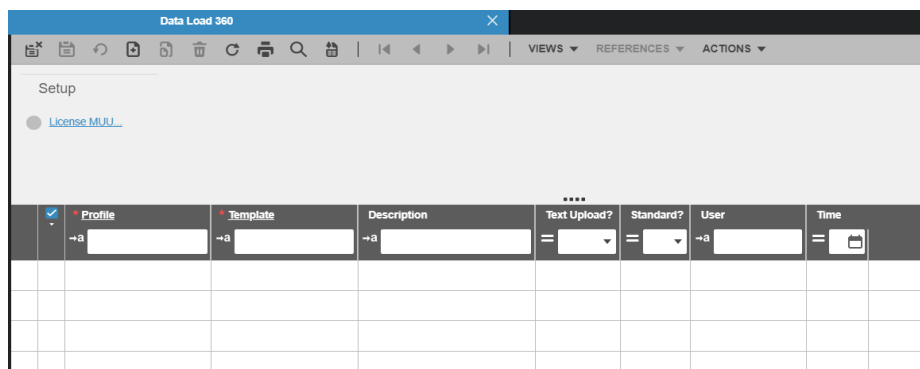 Data Load 360
VIEWS REFERENCES ACTIONS
Setup
License MUU...
* Profile * Template Description Text Upload? Standard? User Time
→a →a →a = = →a =